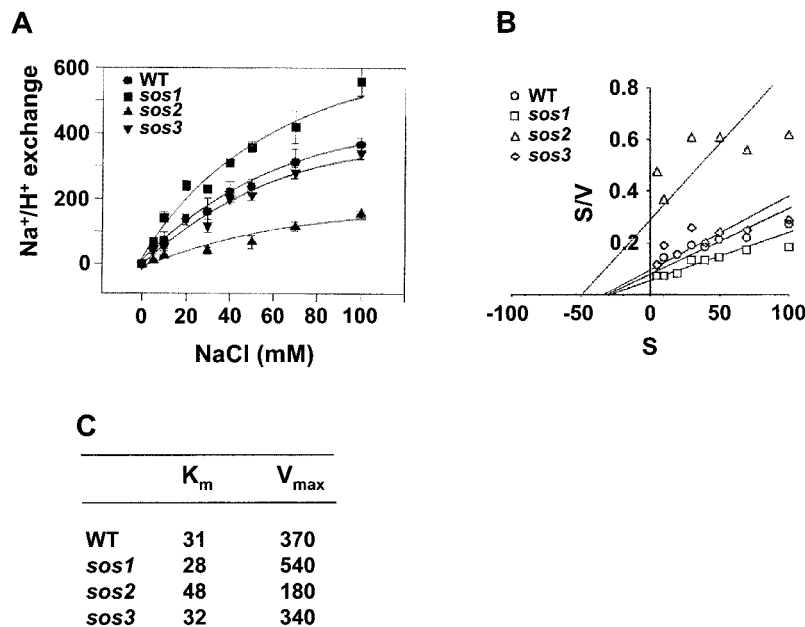 A
Na⁺/H⁺ exchange
600
400
200
0
WT
sos1
sos2
sos3
0 20 40 60 80 100
NaCl (mM)
B
WT
sos1
sos2
sos3
S/V
0.8
0.6
0.4
0.2
-100 -50 0 50 100
S
C
Km Vmax
WT 31 370
sos1 28 540
sos2 48 180
sos3 32 340